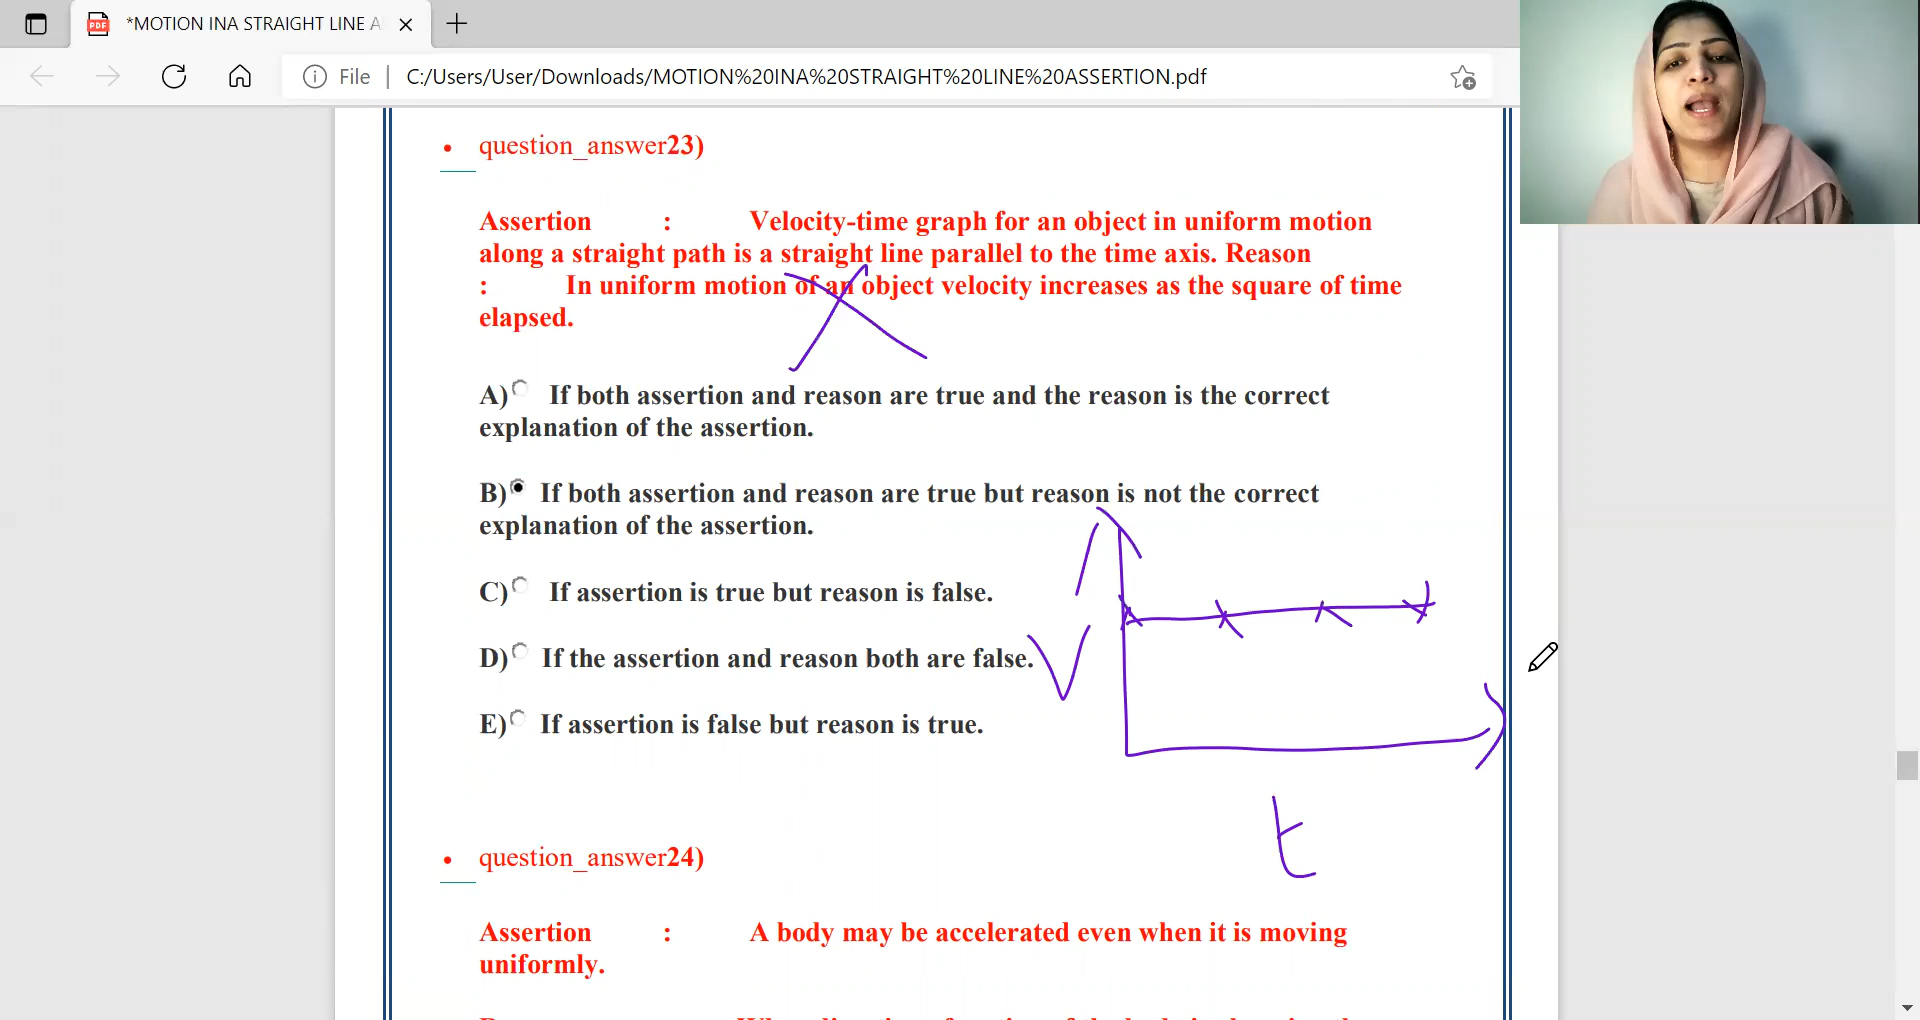 *MOTION INA STRAIGHT LINE A
File C:/Users/User/Downloads/MOTION%20INA%20STRAIGHT%20LINE%20ASSERTION.pdf
question_answer23)
Assertion : Velocity-time graph for an object in uniform motion
along a straight path is a straight line parallel to the time axis. Reason
: In uniform motion of an object velocity increases as the square of time
elapsed.
A) If both assertion and reason are true and the reason is the correct
explanation of the assertion.
B) If both assertion and reason are true but reason is not the correct
explanation of the assertion.
C) If assertion is true but reason is false.
D) If the assertion and reason both are false.
E) If assertion is false but reason is true.
V
t
question_answer24)
Assertion : A body may be accelerated even when it is moving
uniformly.